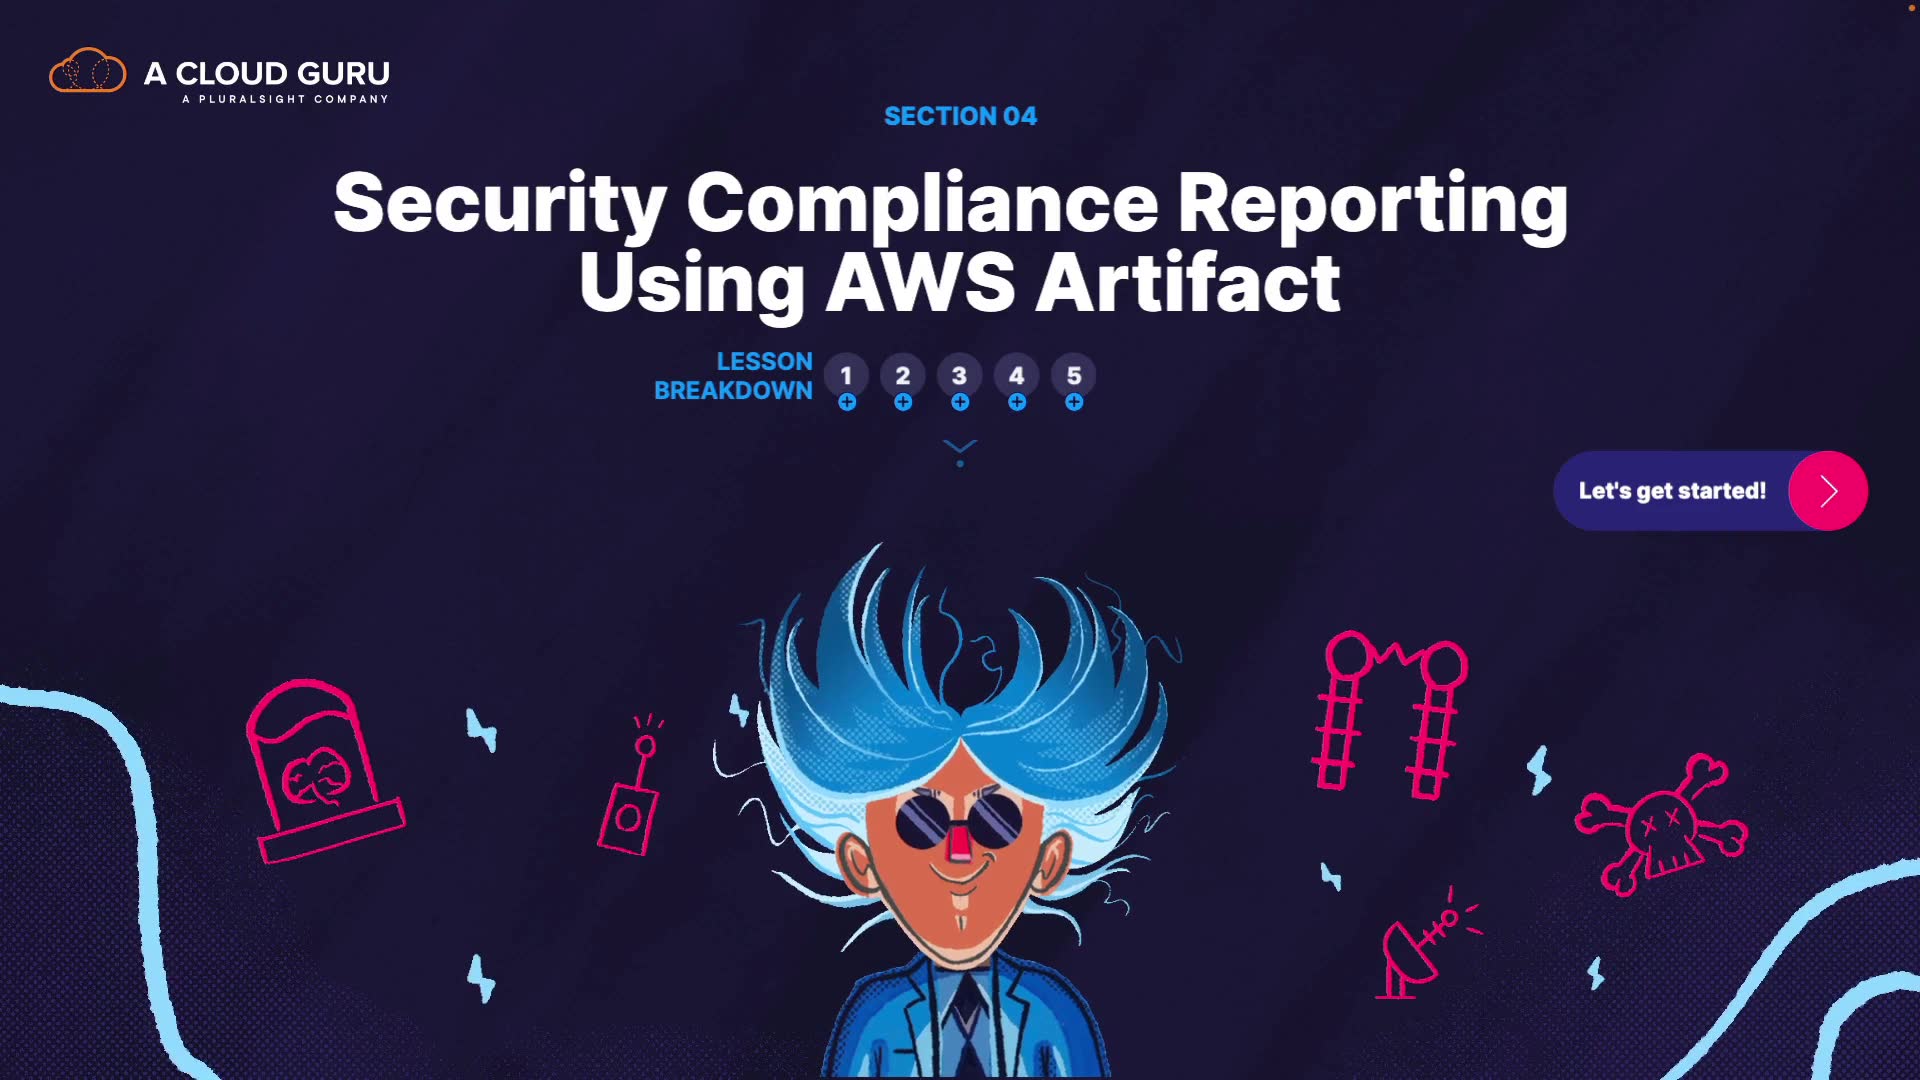 A CLOUD GURU
A PLURALSIGHT COMPANY
SECTION 04
Security Compliance Reporting
Using AWS Artifact
LESSON
BREAKDOWN
1 2 3 4 5
Let's get started!